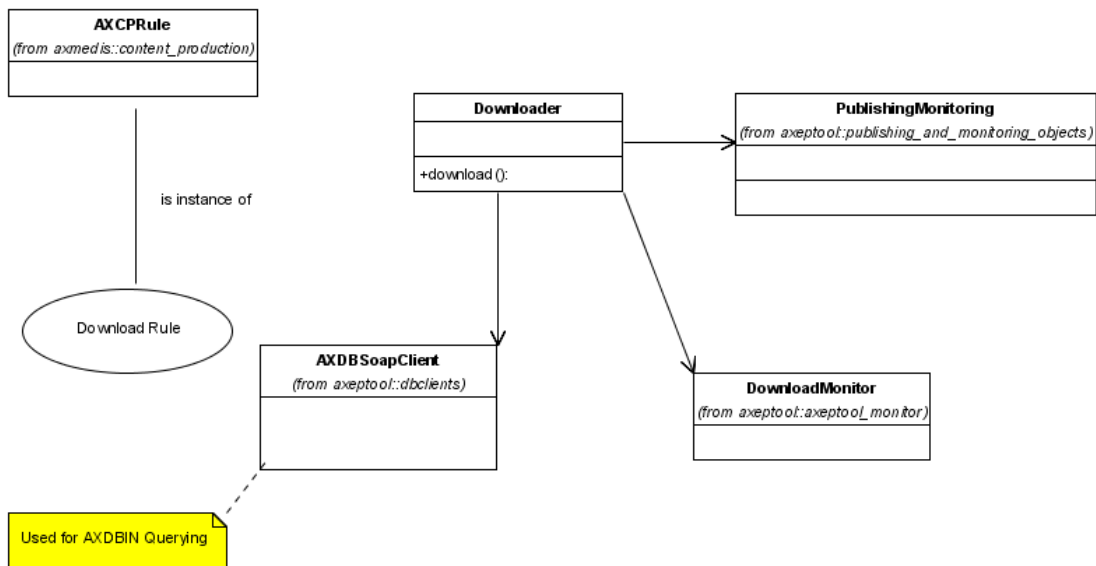 AXCPRule
(from axmedis::content_production)
Downloader
+download():
PublishingMonitoring
(from axeptool::publishing_and_monitoring_objects)
is instance of
Download Rule
AXDBSoapClient
(from axeptool::dbclients)
DownloadMonitor
(from axeptool::axeptool_monitor)
Used for AXDBIN Querying